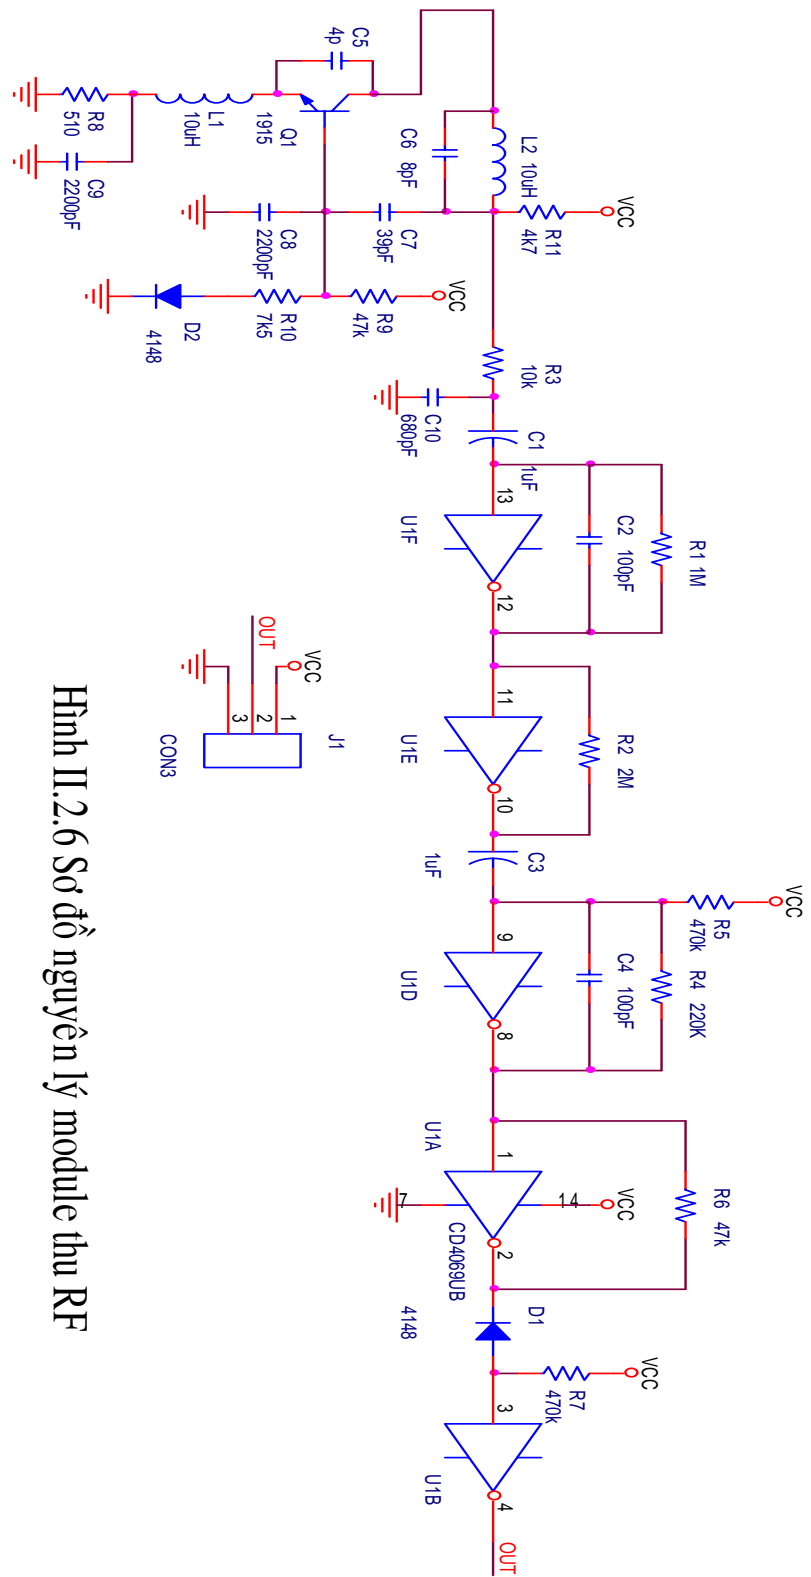 C5
4p
Q1
1915
L1
10uH
R8
510
C9
2200pF
L2 10uH
C6 8pF
VCC
R11
4k7
C7
39pF
C8
2200pF
VCC
R9
47k
R10
7k5
D2
4148
R3
10k
C10
680pF
C1
1uF
R1 1M
C2 100pF
13
U1F
12
R2 2M
11
U1E
10
C3
1uF
VCC
R5
470k
R4 220K
C4 100pF
9
U1D
8
R6 47k
U1A
1
VCC
14
7
2
CD4069UB
D1
4148
VCC
R7
470k
3
U1B
4
OUT
OUT
VCC
1
2
3
J1
CON3
Hình II.2.6 Sơ đồ nguyên lý module thu RF